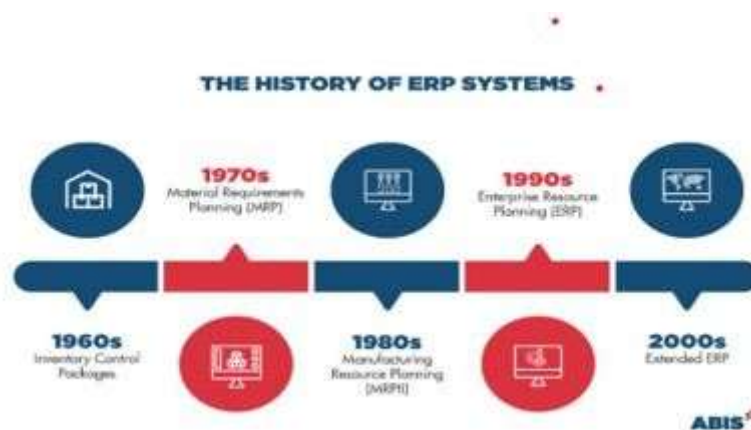 THE HISTORY OF ERP SYSTEMS
1970s
Material Requirements
Planning (MRP)
1990s
Enterprise Resource
Planning (ERP)
1960s
Inventory Control
Packages
1980s
Manufacturing
Resource Planning
(MRPII)
2000s
Extended ERP
ABIS